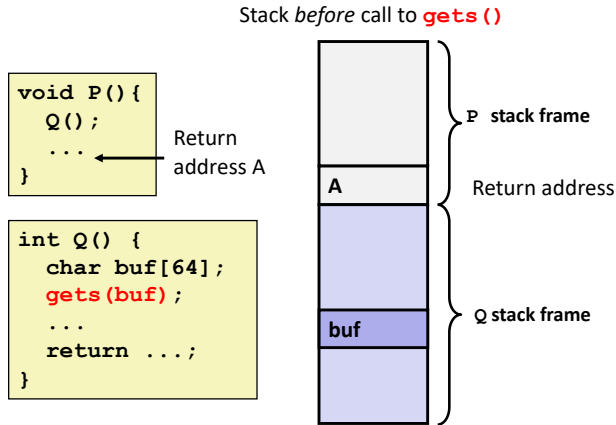 Stack before call to gets()
void P(){
Q();
...
}
Return
address A
int Q() {
char buf[64];
gets(buf);
...
return ...;
}
A
buf
P stack frame
Return address
Q stack frame